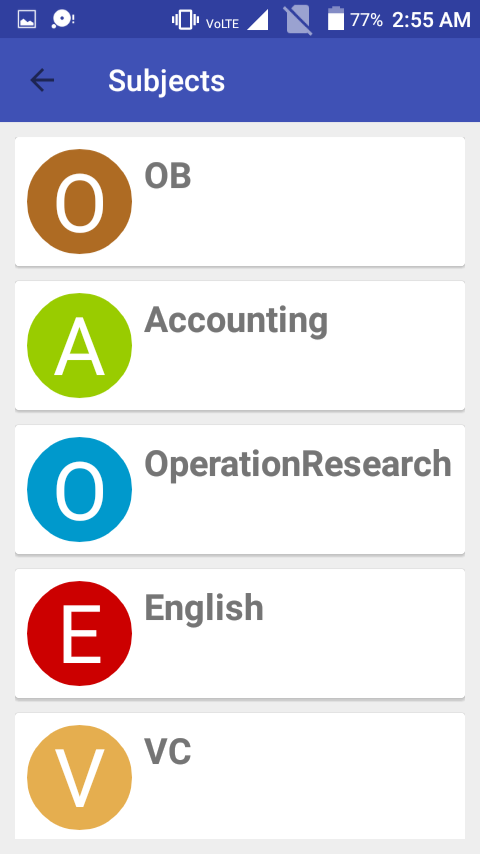 VoLTE 77% 2:55 AM
Subjects
O OB
A Accounting
O OperationResearch
E English
V VC